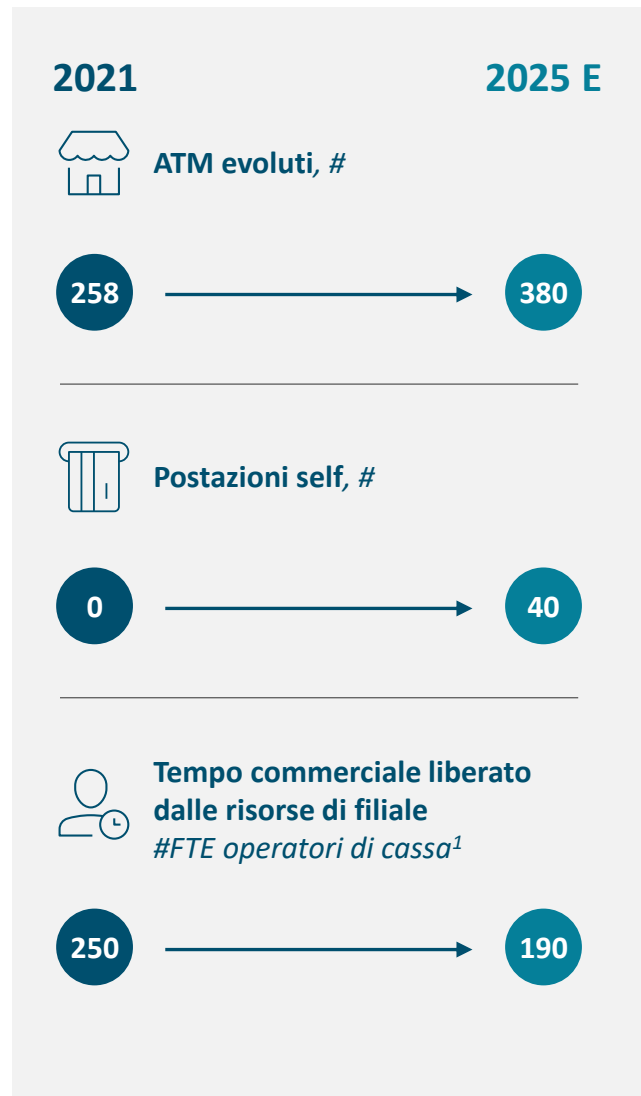 2021 2025 E
ATM evoluti, #
258 380
Postazioni self, #
0 40
Tempo commerciale liberato
dalle risorse di filiale
#FTE operatori di cassa¹
250 190